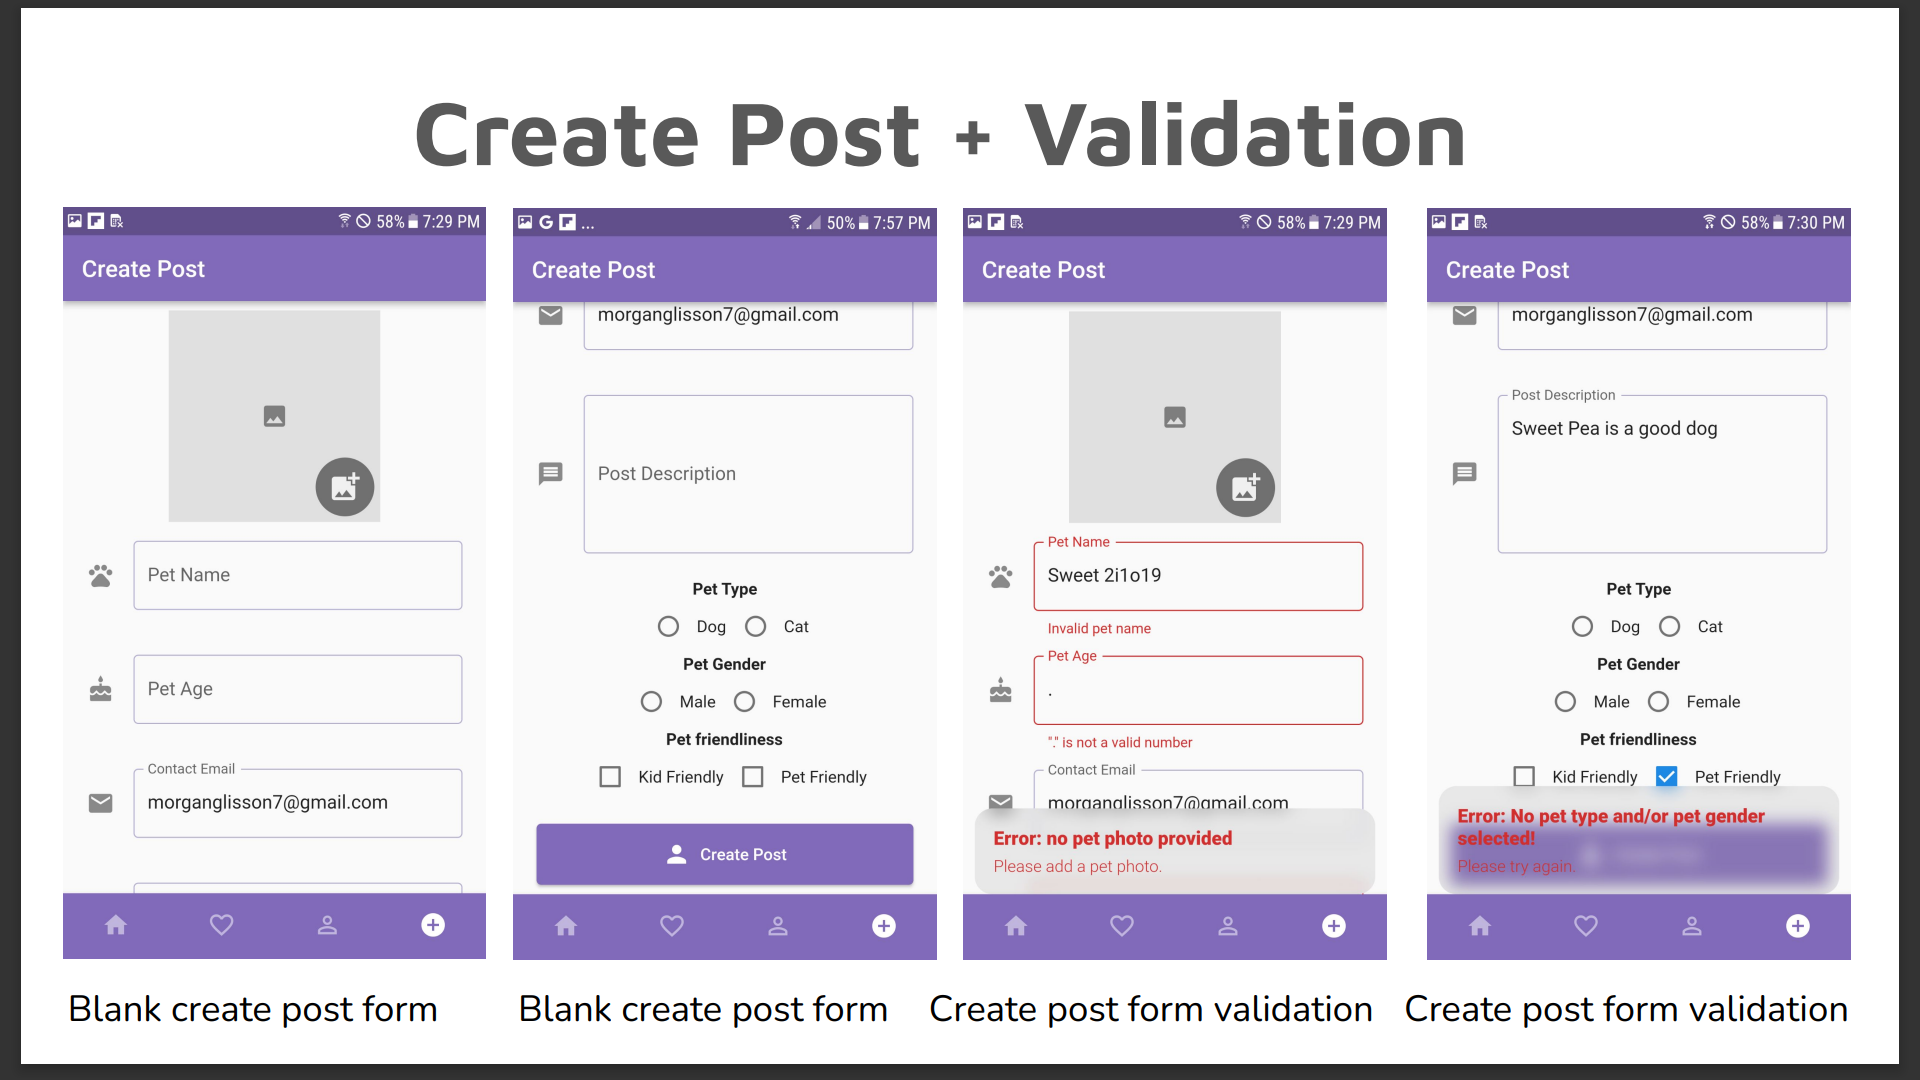 Create Post + Validation
58% 7:29 PM
Create Post
Pet Name
Pet Age
Contact Email
morganglisson7@gmail.com
Blank create post form
G ... 50% 7:57 PM
Create Post
morganglisson7@gmail.com
Post Description
Pet Type
Dog Cat
Pet Gender
Male Female
Pet friendliness
Kid Friendly Pet Friendly
Create Post
Blank create post form
58% 7:29 PM
Create Post
Pet Name
Sweet 2i1o19
Invalid pet name
Pet Age
.
"." is not a valid number
Contact Email
morganglisson7@gmail.com
Error: no pet photo provided
Please add a pet photo.
Create post form validation
58% 7:30 PM
Create Post
morganglisson7@gmail.com
Post Description
Sweet Pea is a good dog
Pet Type
Dog Cat
Pet Gender
Male Female
Pet friendliness
Kid Friendly Pet Friendly
Error: No pet type and/or pet gender
selected!
Please try again.
Create post form validation